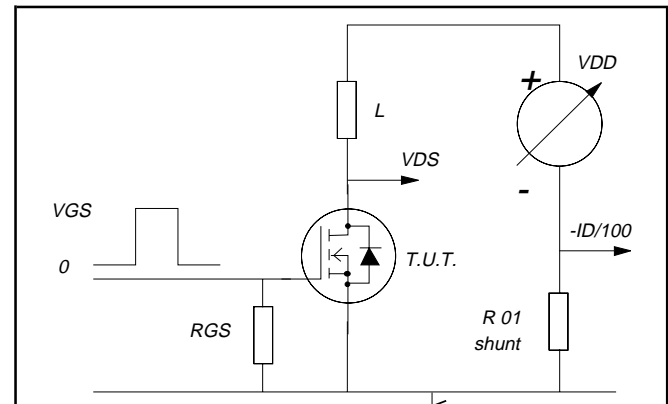 +
VDD
L
VDS
-
VGS
-ID/100
0
T.U.T.
RGS
R 01
shunt